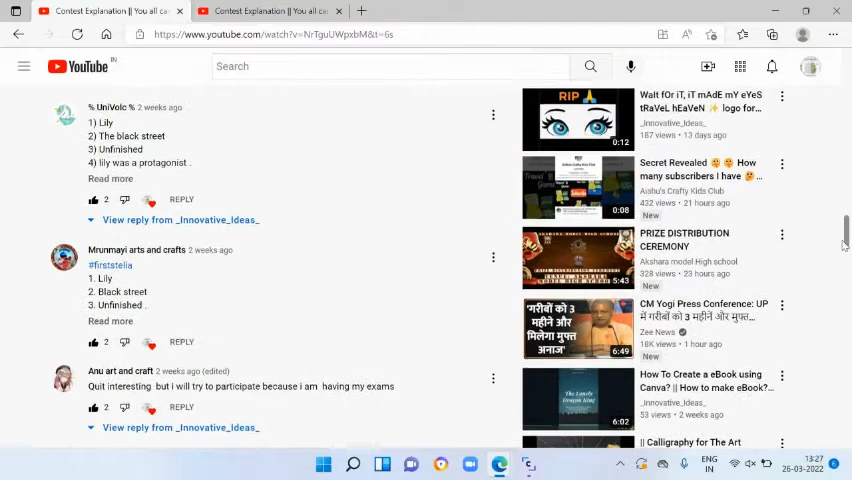 Contest Explanation || You all ca
Contest Explanation || You all ca
https://www.youtube.com/watch?v=NrTguUWpxbM&t=6s
YouTube IN
Search
% UniVolc % 2 weeks ago
1) Lily
2) The black street
3) Unfinished
4) lily was a protagonist .
Read more
2 REPLY
View reply from _Innovative_Ideas_
Mrunmayi arts and crafts 2 weeks ago
#firststelia
1. Lily
2. Black street
3. Unfinished .
Read more
2 REPLY
Anu art and craft 2 weeks ago (edited)
Quit interesting but i will try to participate because i am having my exams
2 REPLY
View reply from _Innovative_Ideas_
RIP
0:12
WaIt fOr iT, iT mAdE mY eYeS
tRaVeL hEaVeN ✨ logo for...
_Innovative_Ideas_
187 views • 13 days ago
0:08
Secret Revealed 🤫 🤫 How
many subscribers I have 🤔...
Aishu's Crafty Kids Club
432 views • 21 hours ago
New
5:43
PRIZE DISTRIBUTION
CEREMONY
Akshara model High school
328 views • 23 hours ago
New
'गरीबों को 3
महीने और
मिलेगा मुफ्त
अनाज'
6:49
CM Yogi Press Conference: UP
में गरीबों को 3 महीनें और मुफ्त...
Zee News
18K views • 1 hour ago
New
The Lonely
Dragon King
6:02
How To Create a eBook using
Canva? || How to make eBook?...
_Innovative_Ideas_
53 views • 2 weeks ago
|| Calligraphy for The Art
ENG
IN
13:27
26-03-2022
6